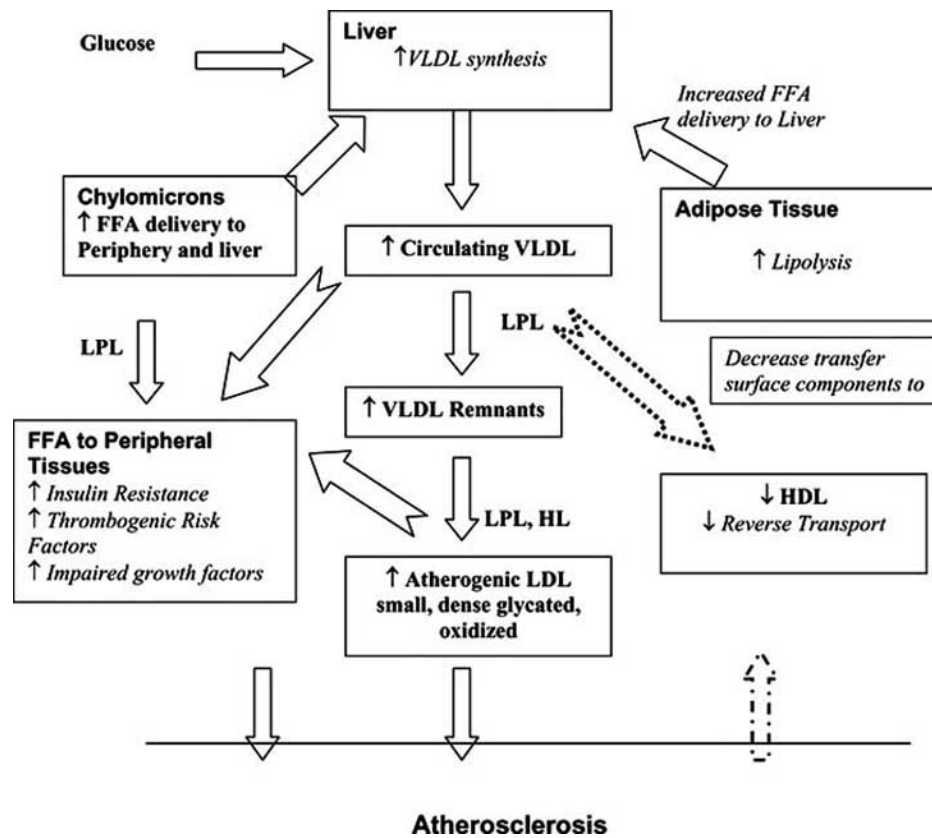 Glucose
Liver
↑VLDL synthesis
Increased FFA
delivery to Liver
Chylomicrons
↑ FFA delivery to
Periphery and liver
Adipose Tissue
↑ Lipolysis
↑ Circulating VLDL
LPL
LPL
Decrease transfer
surface components to
↑ VLDL Remnants
FFA to Peripheral
Tissues
↑ Insulin Resistance
↑ Thrombogenic Risk
Factors
↑ Impaired growth factors
LPL, HL
↓ HDL
↓ Reverse Transport
↑ Atherogenic LDL
small, dense glycated,
oxidized
Atherosclerosis